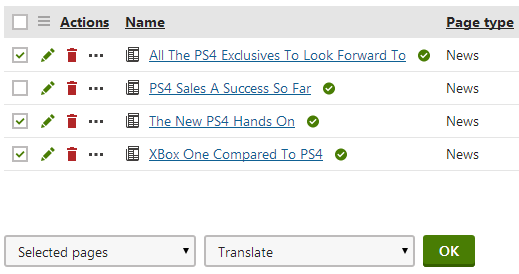 Actions Name Page type
All The PS4 Exclusives To Look Forward To News
PS4 Sales A Success So Far News
The New PS4 Hands On News
XBox One Compared To PS4 News
Selected pages Translate OK